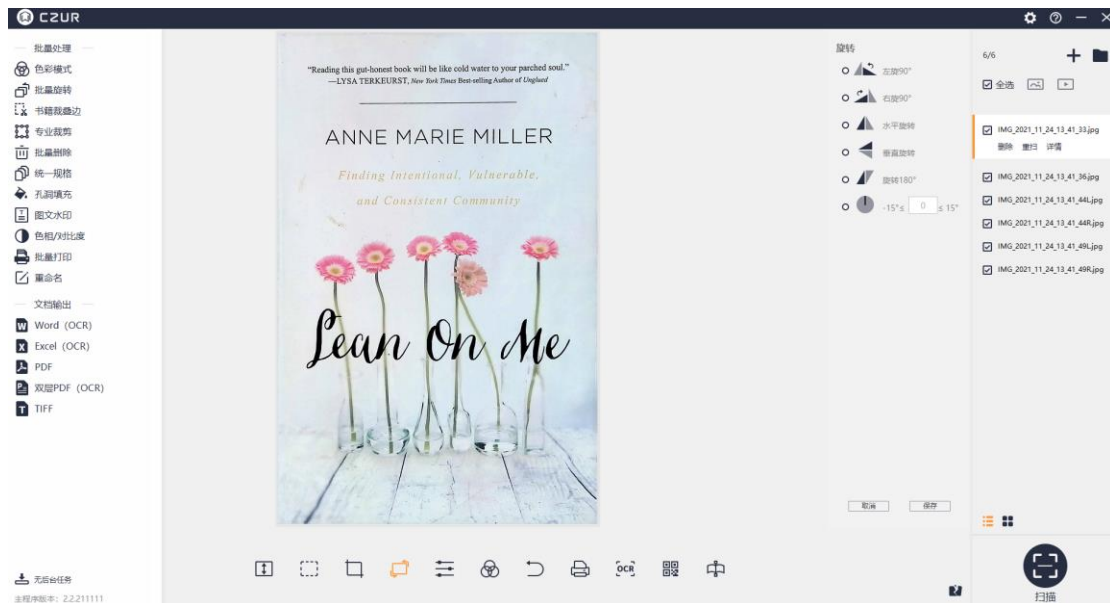 CZUR
批量处理
色彩模式
批量旋转
书籍裁叠边
专业裁剪
批量删除
统一规格
孔洞填充
图文水印
色相/对比度
批量打印
重命名
文档输出
Word (OCR)
Excel (OCR)
PDF
双层PDF (OCR)
TIFF
无后台任务
主程序版本: 2.2.211111
"Reading this gut-honest book will be like cold water to your parched soul."
—LYSA TERKEURST, New York Times Best-selling Author of Unglued
ANNE MARIE MILLER
Finding Intentional, Vulnerable,
and Consistent Community
Lean On Me
OCR
旋转
左旋90°
右旋90°
水平旋转
垂直旋转
旋转180°
-15°≤ 0 ≤ 15°
取消 保存
6/6
全选
IMG_2021_11_24_13_41_33.jpg
删除 重扫 详情
IMG_2021_11_24_13_41_36.jpg
IMG_2021_11_24_13_41_44L.jpg
IMG_2021_11_24_13_41_44R.jpg
IMG_2021_11_24_13_41_49L.jpg
IMG_2021_11_24_13_41_49R.jpg
扫描